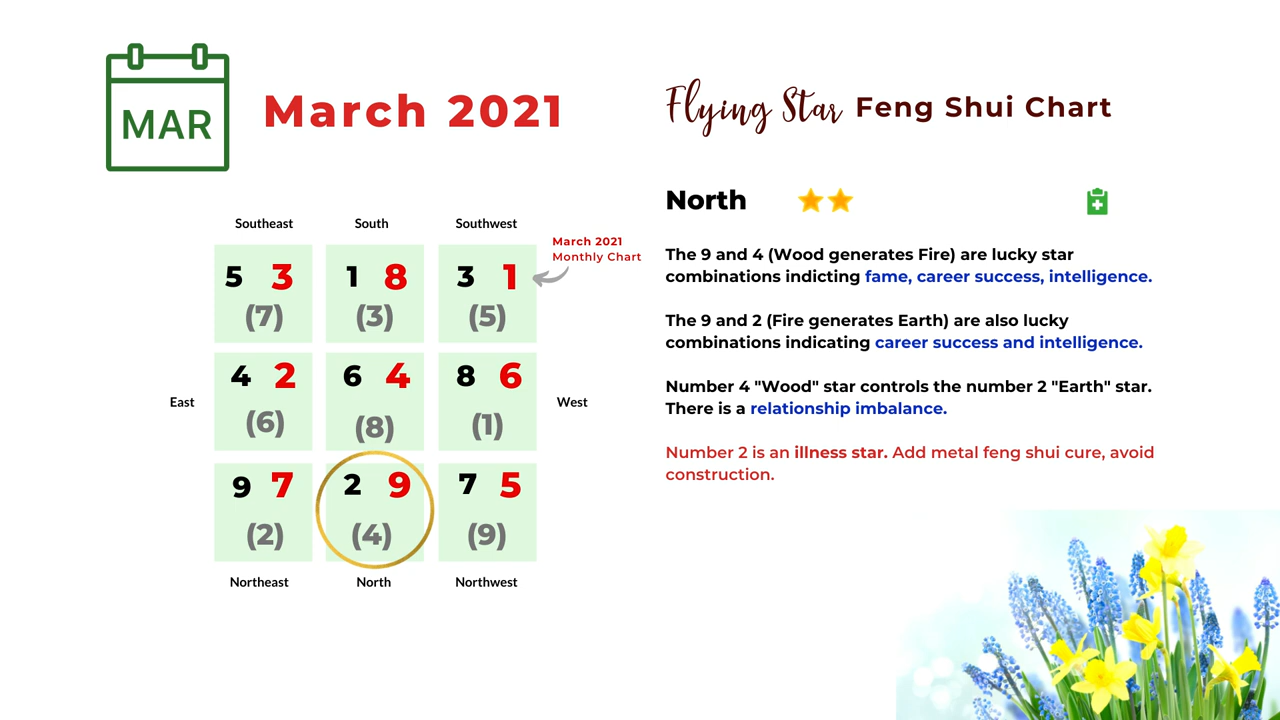 MAR
March 2021
Flying Star Feng Shui Chart
Southeast South Southwest
March 2021
Monthly Chart
5 3 1 8 3 1
(7) (3) (5)
4 2 6 4 8 6
East West
(6) (8) (1)
9 7 2 9 7 5
(2) (4) (9)
Northeast North Northwest
North
The 9 and 4 (Wood generates Fire) are lucky star
combinations indicting fame, career success, intelligence.
The 9 and 2 (Fire generates Earth) are also lucky
combinations indicating career success and intelligence.
Number 4 "Wood" star controls the number 2 "Earth" star.
There is a relationship imbalance.
Number 2 is an illness star. Add metal feng shui cure, avoid
construction.